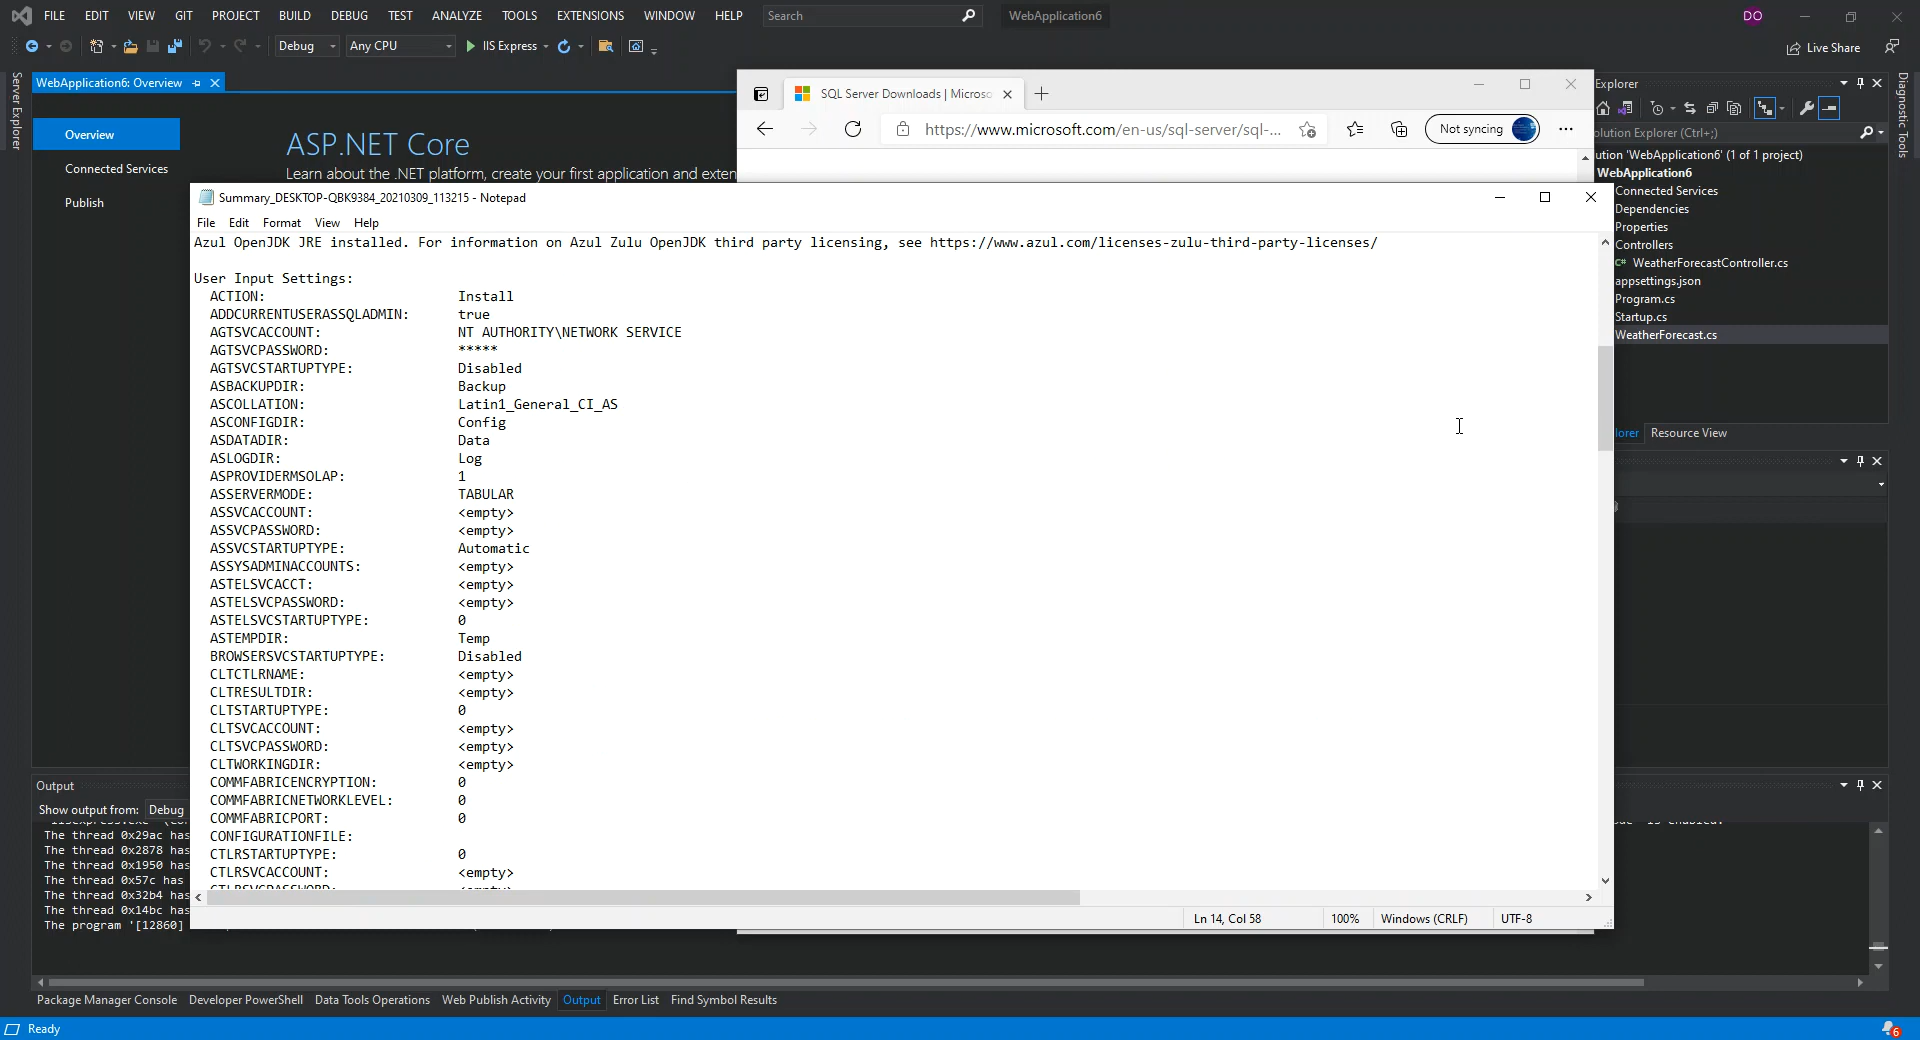 FILE EDIT VIEW GIT PROJECT BUILD DEBUG TEST ANALYZE TOOLS EXTENSIONS WINDOW HELP Search WebApplication6 DO
Debug Any CPU IIS Express Live Share
Server Explorer
WebApplication6: Overview
Overview
Connected Services
Publish
ASP.NET Core
Learn about the .NET platform, create your first application and exten
SQL Server Downloads | Micros
https://www.microsoft.com/en-us/sql-server/sql-... Not syncing
Summary_DESKTOP-QBK9384_20210309_113215 - Notepad
File Edit Format View Help
Azul OpenJDK JRE installed. For information on Azul Zulu OpenJDK third party licensing, see https://www.azul.com/licenses-zulu-third-party-licenses/
User Input Settings:
ACTION: Install
ADDCURRENTUSERASSQLADMIN: true
AGTSVCACCOUNT: NT AUTHORITY\NETWORK SERVICE
AGTSVCPASSWORD: *****
AGTSVCSTARTUPTYPE: Disabled
ASBACKUPDIR: Backup
ASCOLLATION: Latin1_General_CI_AS
ASCONFIGDIR: Config
ASDATADIR: Data
ASLOGDIR: Log
ASPROVIDERMSOLAP: 1
ASSERVERMODE: TABULAR
ASSVCACCOUNT: <empty>
ASSVCPASSWORD: <empty>
ASSVCSTARTUPTYPE: Automatic
ASSYSADMINACCOUNTS: <empty>
ASTELSVCACCT: <empty>
ASTELSVCPASSWORD: <empty>
ASTELSVCSTARTUPTYPE: 0
ASTEMPDIR: Temp
BROWSERSVCSTARTUPTYPE: Disabled
CLTCTLRNAME: <empty>
CLTRESULTDIR: <empty>
CLTSTARTUPTYPE: 0
CLTSVCACCOUNT: <empty>
CLTSVCPASSWORD: <empty>
CLTWORKINGDIR: <empty>
COMMFABRICENCRYPTION: 0
COMMFABRICNETWORKLEVEL: 0
COMMFABRICPORT: 0
CONFIGURATIONFILE:
CTLRSTARTUPTYPE: 0
CTLRSVCACCOUNT: <empty>
CTLRSVCPASSWORD: <empty>
Ln 14, Col 58 100% Windows (CRLF) UTF-8
Explorer
olution Explorer (Ctrl+;)
ution 'WebApplication6' (1 of 1 project)
WebApplication6
Connected Services
Dependencies
Properties
Controllers
C# WeatherForecastController.cs
appsettings.json
Program.cs
Startup.cs
WeatherForecast.cs
lorer Resource View
Diagnostic Tools
Output
Show output from: Debug
The thread 0x29ac has
The thread 0x2878 has
The thread 0x1950 has
The thread 0x57c has
The thread 0x32b4 has
The thread 0x14bc has
The program '[12860]
is enabled.
Package Manager Console Developer PowerShell Data Tools Operations Web Publish Activity Output Error List Find Symbol Results
Ready 6